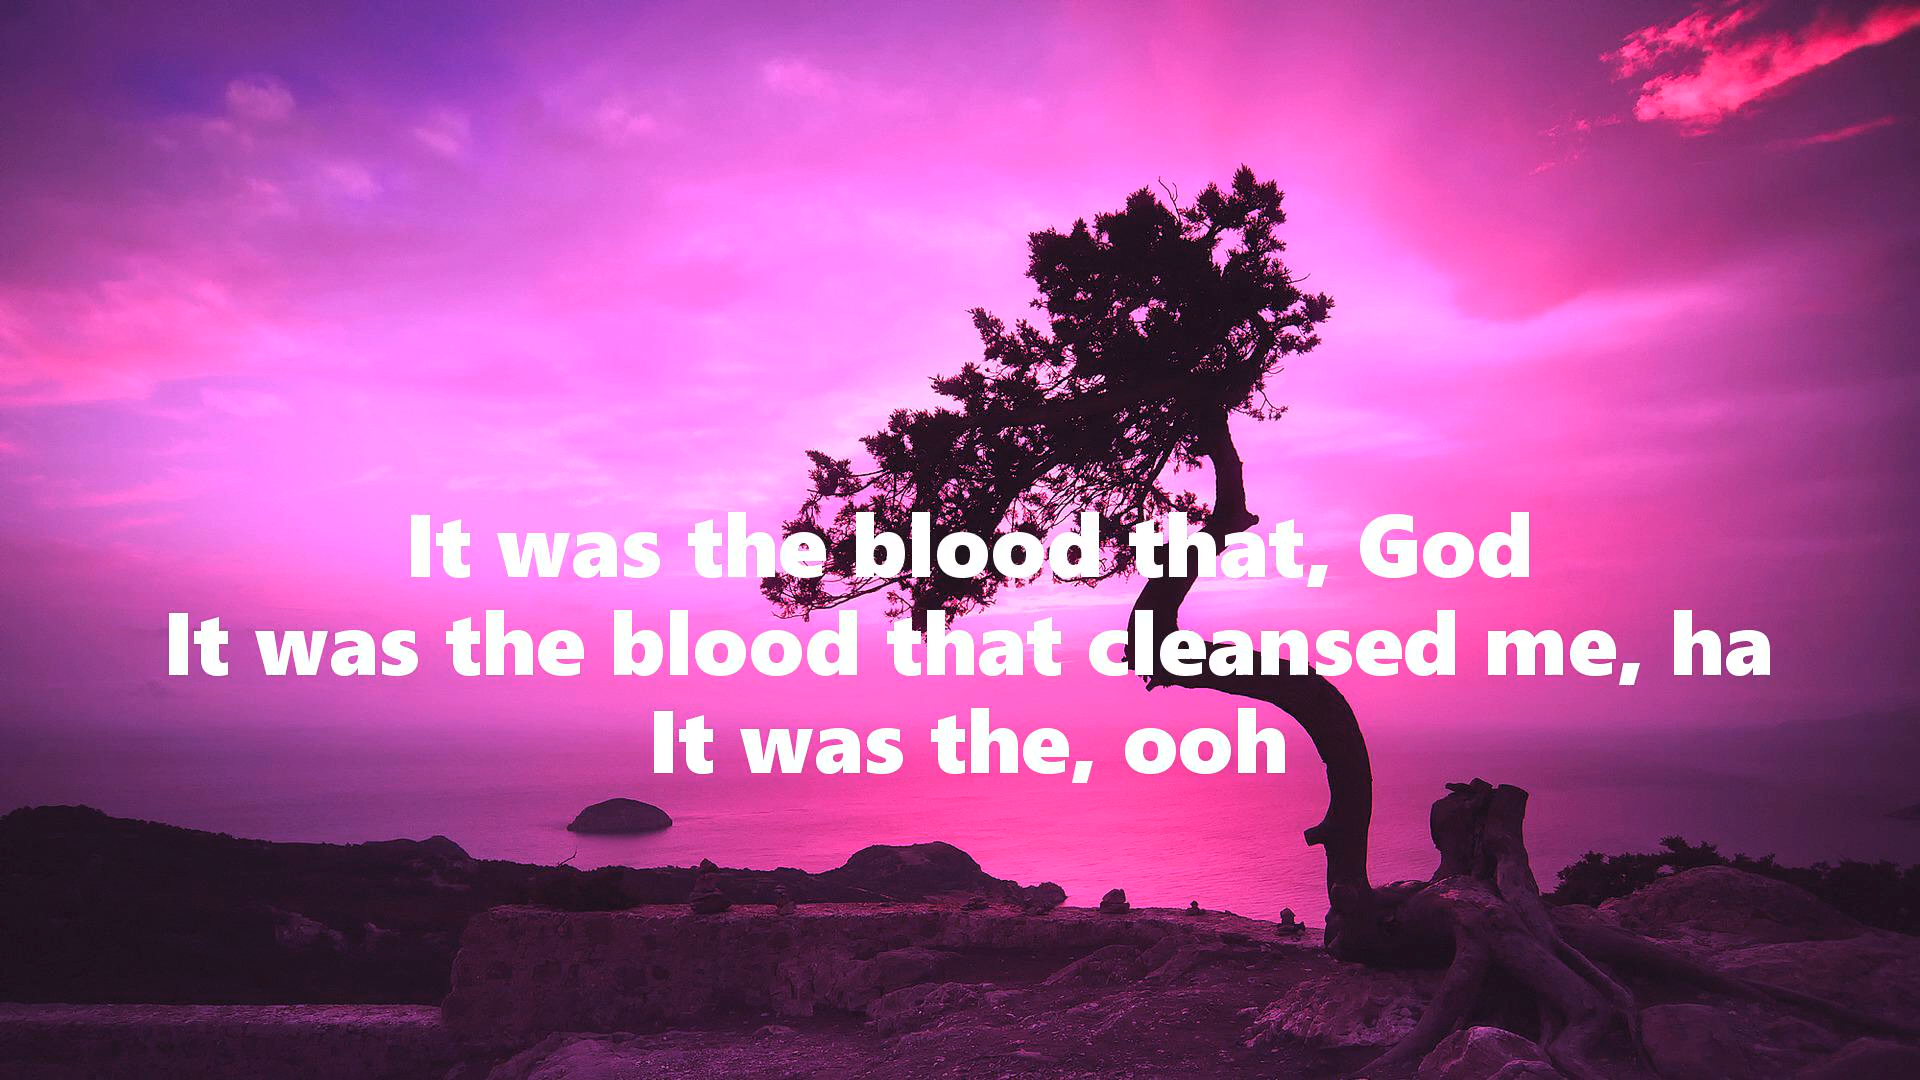 It was the blood that, God
It was the blood that cleansed me, ha
It was the, ooh